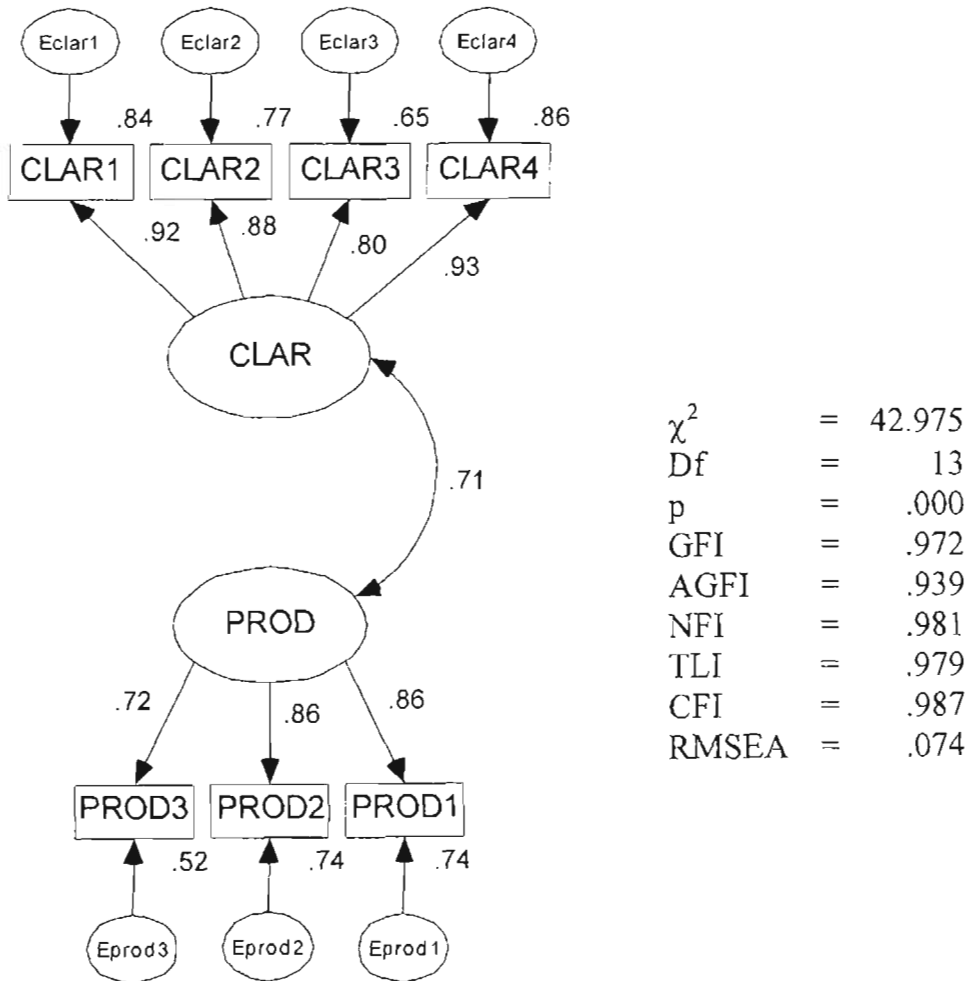 Eclar1 Eclar2 Eclar3 Eclar4
.84 .77 .65 .86
CLAR1 CLAR2 CLAR3 CLAR4
.92 .88 .80 .93
CLAR
.71
PROD
.72 .86 .86
PROD3 PROD2 PROD1
.52 .74 .74
Eprod3 Eprod2 Eprod1
χ² = 42.975
Df = 13
p = .000
GFI = .972
AGFI = .939
NFI = .981
TLI = .979
CFI = .987
RMSEA = .074